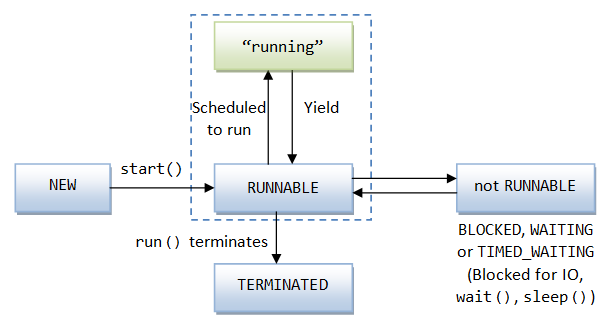 “running”
Scheduled
to run
Yield
NEW
start()
RUNNABLE
not RUNNABLE
BLOCKED, WAITING
or TIMED_WAITING
(Blocked for IO,
wait(), sleep())
run() terminates
TERMINATED